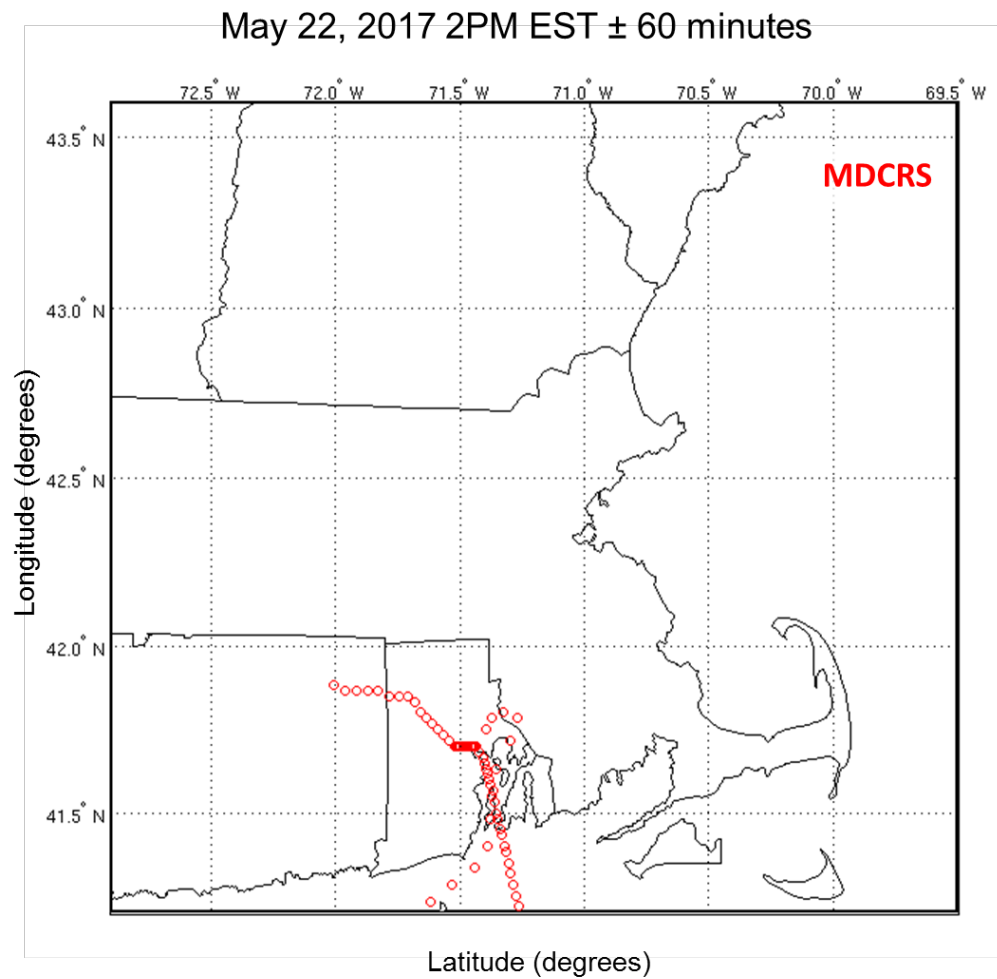 May 22, 2017 2PM EST ± 60 minutes
72.5° W 72.0° W 71.5° W 71.0° W 70.5° W 70.0° W 69.5° W
43.5° N
MDCRS
43.0° N
42.5° N
42.0° N
41.5° N
Longitude (degrees)
Latitude (degrees)